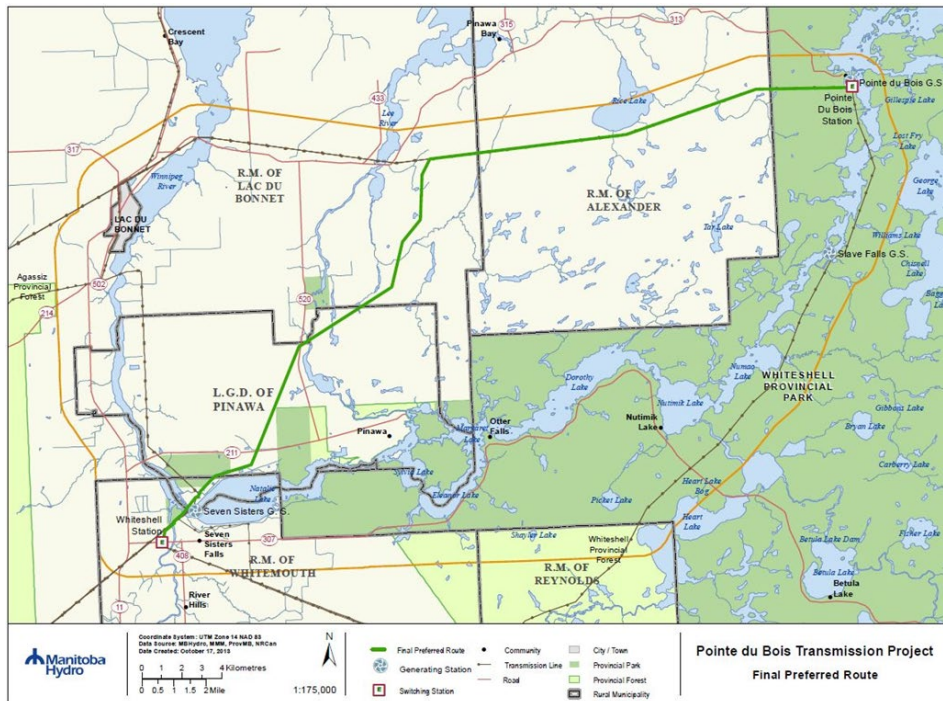 Crescent
Bay
Pinawa
Bay
315
313
433
Lee
River
Rice Lake
Pointe du Bois G.S.
Pointe
Du Bois
Station
Gillespie Lake
317
Winnipeg
River
R.M. OF
LAC DU
BONNET
R.M. OF
ALEXANDER
Lost Fry
Lake
George
Lake
LAC DU
BONNET
Tar Lake
Williams Lake
Slave Falls G.S.
Chisnell
Lake
Agassiz
Provincial
Forest
502
214
520
L.G.D. OF
PINAWA
Dorothy
Lake
Numao
Lake
WHITESHELL
PROVINCIAL
PARK
Nutimik Lake
Gibbons Lake
Otter
Falls
Nutimik
Lake
Bryan Lake
Pinawa
Margaret
Lake
211
Sylvia Lake
Eleanor Lake
Natalie
Lake
Heart Lake
Bog
Carberry Lake
Picket Lake
Heart
Lake
Seven Sisters G.S.
Whiteshell
Station
Seven
Sisters
Falls
307
408
Shayler Lake
Whiteshell
Provincial
Forest
Betula Lake Dam
R.M. OF
WHITEMOUTH
R.M. OF
REYNOLDS
Betula Lake
Betula
Lake
11
River
Hills
Manitoba
Hydro
Coordinate System : UTM Zone 14 NAD 83
Data Source: MBHydro, MMM, ProvMB, NRCan
Date Created: October 17, 2013
0 1 2 3 4 Kilometres
0 0.5 1 2 Mile
N
1:175,000
Final Preferred Route
Generating Station
Switching Station
Community
Transmission Line
Road
City / Town
Provincial Park
Provincial Forest
Rural Municipality
Pointe du Bois Transmission Project
Final Preferred Route